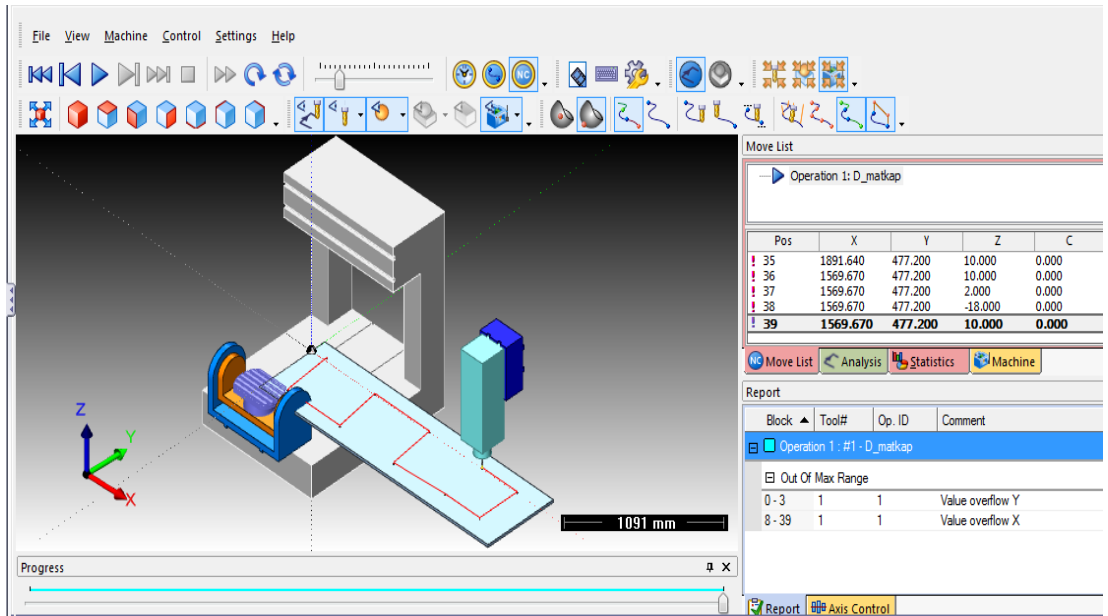 File View Machine Control Settings Help
NC
Move List
Operation 1: D_matkap
Pos X Y Z C
! 35 1891.640 477.200 10.000 0.000
! 36 1569.670 477.200 10.000 0.000
! 37 1569.670 477.200 2.000 0.000
! 38 1569.670 477.200 -18.000 0.000
! 39 1569.670 477.200 10.000 0.000
NC Move List Analysis Statistics Machine
Report
Block Tool# Op. ID Comment
Operation 1 : #1 - D_matkap
Out Of Max Range
0 - 3 1 1 Value overflow Y
8 - 39 1 1 Value overflow X
Report Axis Control
Z
Y
X
1091 mm
Progress